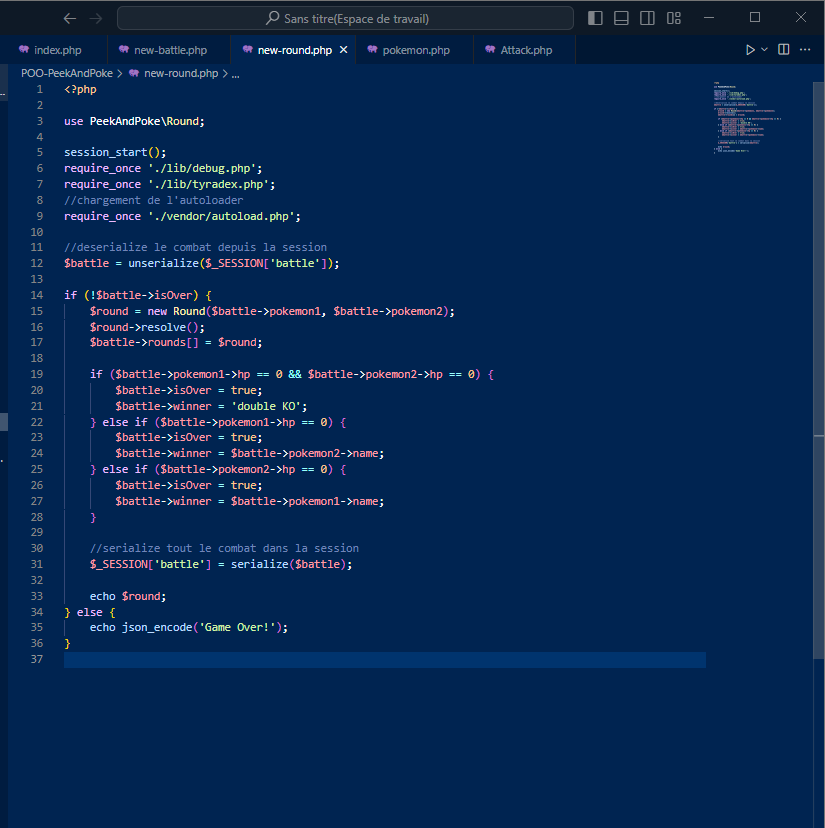 Sans titre(Espace de travail)
index.php new-battle.php new-round.php pokemon.php Attack.php
POO-PeekAndPoke > new-round.php > ...
1 <?php
2
3 use PeekAndPoke\Round;
4
5 session_start();
6 require_once './lib/debug.php';
7 require_once './lib/tyradex.php';
8 //chargement de l'autoloader
9 require_once './vendor/autoload.php';
10
11 //deserialize le combat depuis la session
12 $battle = unserialize($_SESSION['battle']);
13
14 if (!$battle->isOver) {
15     $round = new Round($battle->pokemon1, $battle->pokemon2);
16     $round->resolve();
17     $battle->rounds[] = $round;
18
19     if ($battle->pokemon1->hp == 0 && $battle->pokemon2->hp == 0) {
20         $battle->isOver = true;
21         $battle->winner = 'double KO';
22     } else if ($battle->pokemon1->hp == 0) {
23         $battle->isOver = true;
24         $battle->winner = $battle->pokemon2->name;
25     } else if ($battle->pokemon2->hp == 0) {
26         $battle->isOver = true;
27         $battle->winner = $battle->pokemon1->name;
28     }
29
30     //serialize tout le combat dans la session
31     $_SESSION['battle'] = serialize($battle);
32
33     echo $round;
34 } else {
35     echo json_encode('Game Over!');
36 }
37